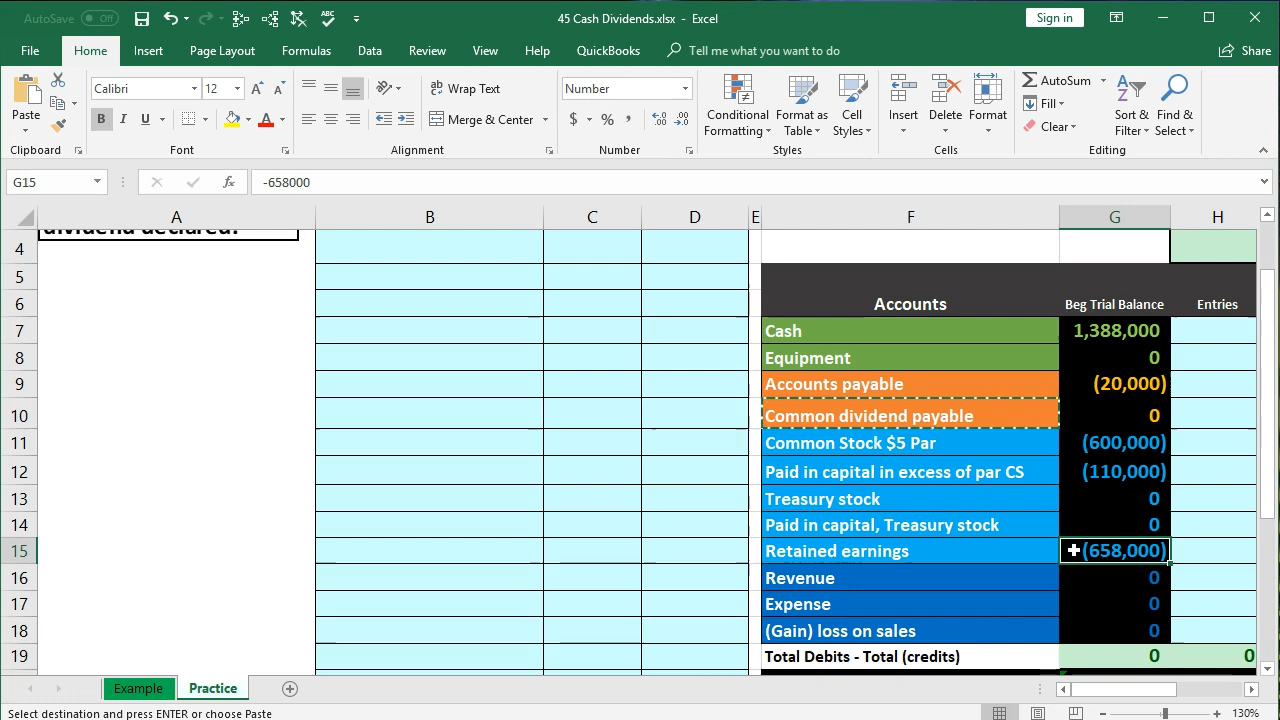 AutoSave Off 45 Cash Dividends.xlsx - Excel Sign in
File Home Insert Page Layout Formulas Data Review View Help QuickBooks Tell me what you want to do Share
Calibri 12 Wrap Text Number AutoSum
Paste Merge & Center Conditional Formatting Format as Table Cell Styles Insert Delete Format Fill Clear Sort & Filter Find & Select
Clipboard Font Alignment Number Styles Cells Editing
G15 fx -658000
A B C D E F G H
dividend declared.
4
5
6 Accounts Beg Trial Balance Entries
7 Cash 1,388,000
8 Equipment 0
9 Accounts payable (20,000)
10 Common dividend payable 0
11 Common Stock $5 Par (600,000)
12 Paid in capital in excess of par CS (110,000)
13 Treasury stock 0
14 Paid in capital, Treasury stock 0
15 Retained earnings (658,000)
16 Revenue 0
17 Expense 0
18 (Gain) loss on sales 0
19 Total Debits - Total (credits) 0 0
Example Practice
Select destination and press ENTER or choose Paste 130%